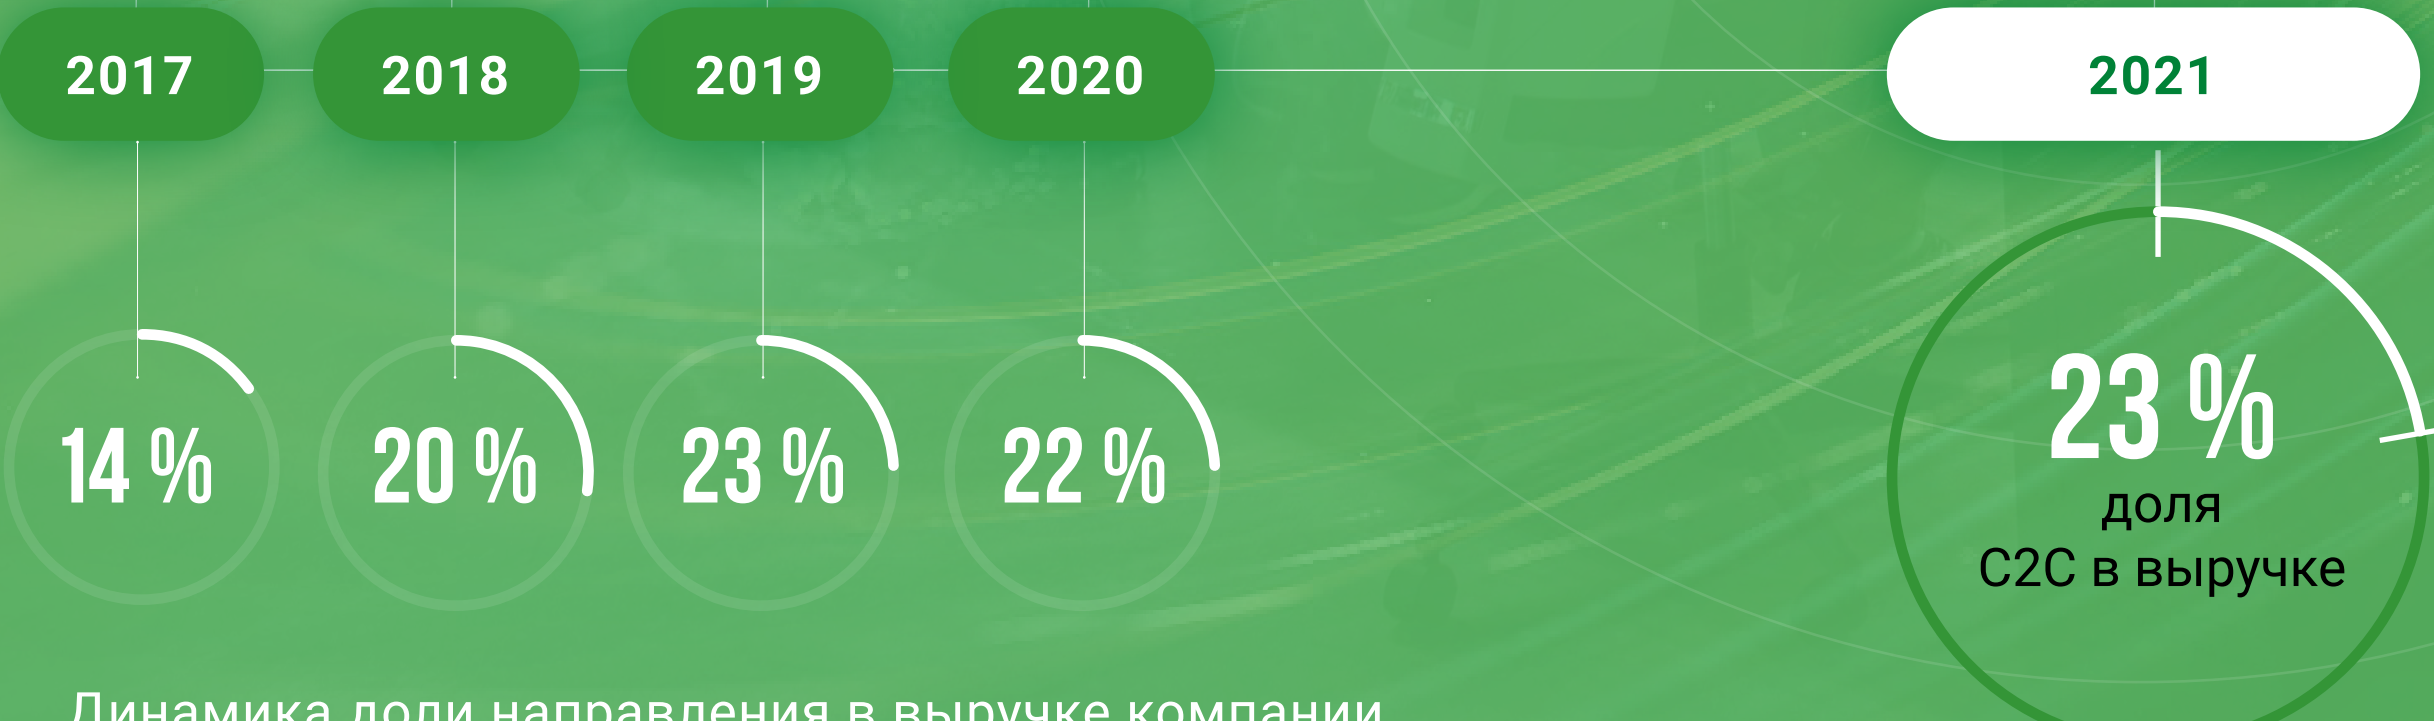 2017 2018 2019 2020 2021
14 % 20 % 23 % 22 % 23 %
доля
C2C в выручке
Динамика доли направления в выручке компании